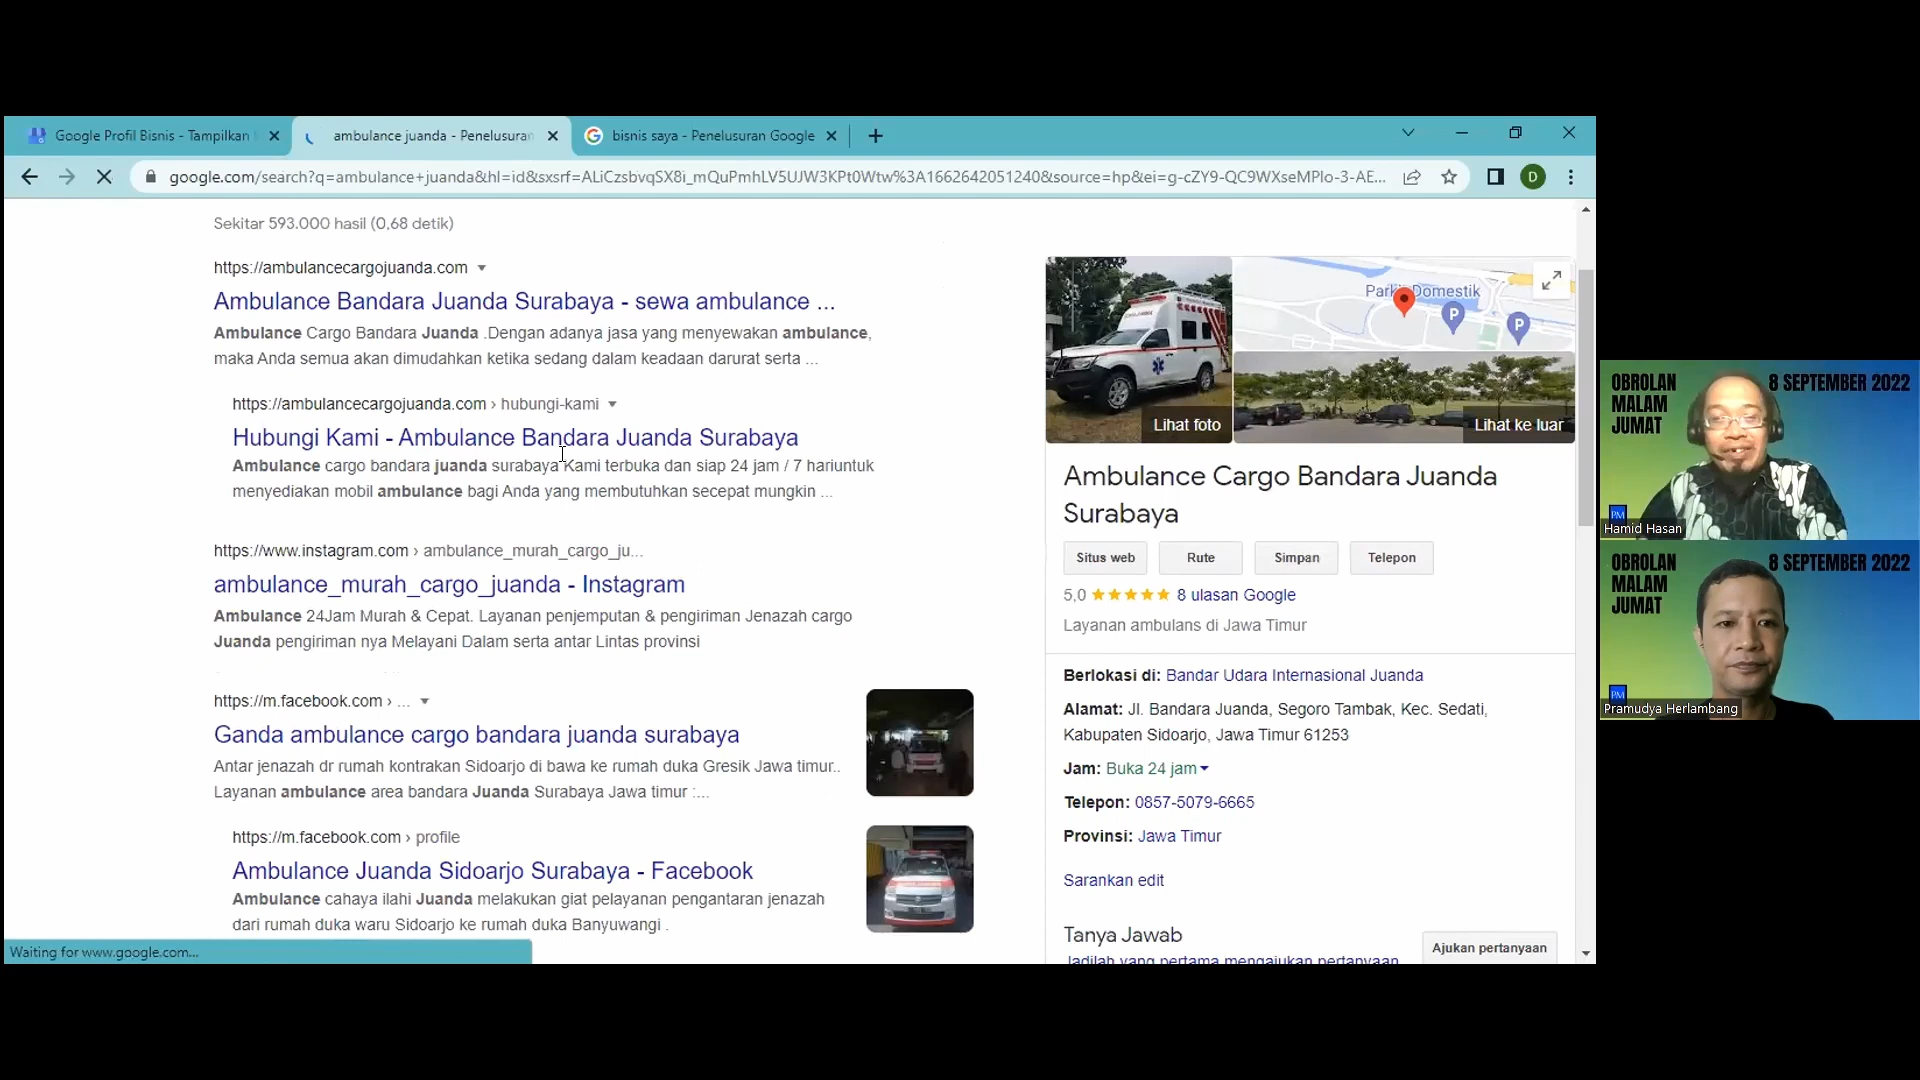 Google Profil Bisnis - Tampilkan
ambulance juanda - Penelusuran
bisnis saya - Penelusuran Google
google.com/search?q=ambulance+juanda&hl=id&sxsrf=ALiCzsbvqSX8i_mQuPmhLV5UJW3KPt0Wtw%3A1662642051240&source=hp&ei=g-cZY9-QC9WXseMPlo-3-AE...
D
Sekitar 593.000 hasil (0,68 detik)
https://ambulancecargojuanda.com
Ambulance Bandara Juanda Surabaya - sewa ambulance ...
Ambulance Cargo Bandara Juanda .Dengan adanya jasa yang menyewakan ambulance,
maka Anda semua akan dimudahkan ketika sedang dalam keadaan darurat serta ...
https://ambulancecargojuanda.com › hubungi-kami
Hubungi Kami - Ambulance Bandara Juanda Surabaya
Ambulance cargo bandara juanda surabaya Kami terbuka dan siap 24 jam / 7 hariuntuk
menyediakan mobil ambulance bagi Anda yang membutuhkan secepat mungkin ...
https://www.instagram.com › ambulance_murah_cargo_ju...
ambulance_murah_cargo_juanda - Instagram
Ambulance 24Jam Murah & Cepat. Layanan penjemputan & pengiriman Jenazah cargo
Juanda pengiriman nya Melayani Dalam serta antar Lintas provinsi
https://m.facebook.com › ...
Ganda ambulance cargo bandara juanda surabaya
Antar jenazah dr rumah kontrakan Sidoarjo di bawa ke rumah duka Gresik Jawa timur..
Layanan ambulance area bandara Juanda Surabaya Jawa timur :...
https://m.facebook.com › profile
Ambulance Juanda Sidoarjo Surabaya - Facebook
Ambulance cahaya ilahi Juanda melakukan giat pelayanan pengantaran jenazah
dari rumah duka waru Sidoarjo ke rumah duka Banyuwangi .
Waiting for www.google.com...
Parkir Domestik
P
P
Lihat foto
Lihat ke luar
Ambulance Cargo Bandara Juanda
Surabaya
Situs web
Rute
Simpan
Telepon
5,0 8 ulasan Google
Layanan ambulans di Jawa Timur
Berlokasi di: Bandar Udara Internasional Juanda
Alamat: Jl. Bandara Juanda, Segoro Tambak, Kec. Sedati,
Kabupaten Sidoarjo, Jawa Timur 61253
Jam: Buka 24 jam
Telepon: 0857-5079-6665
Provinsi: Jawa Timur
Sarankan edit
Tanya Jawab
Ajukan pertanyaan
Jadilah yang pertama mengajukan pertanyaan
OBROLAN
MALAM
JUMAT
8 SEPTEMBER 2022
PM
Hamid Hasan
OBROLAN
MALAM
JUMAT
8 SEPTEMBER 2022
PM
Pramudya Herlambang